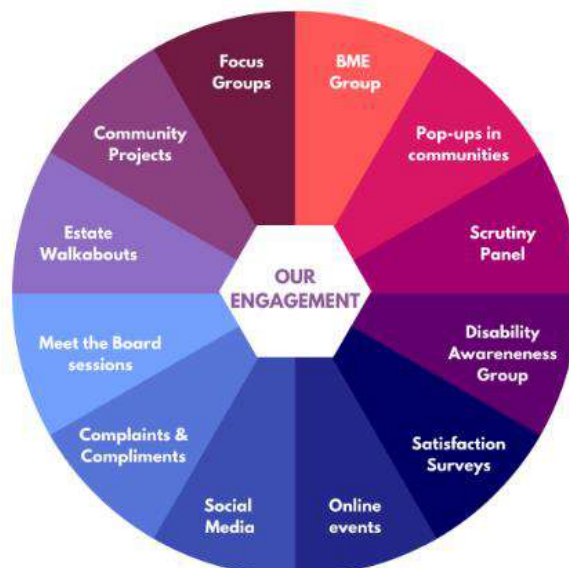 Focus
Groups
BME
Group
Pop-ups in
communities
Scrutiny
Panel
Disability
Awareneness
Group
Satisfaction
Surveys
Online
events
Social
Media
Complaints &
Compliments
Meet the Board
sessions
Estate
Walkabouts
Community
Projects
OUR
ENGAGEMENT